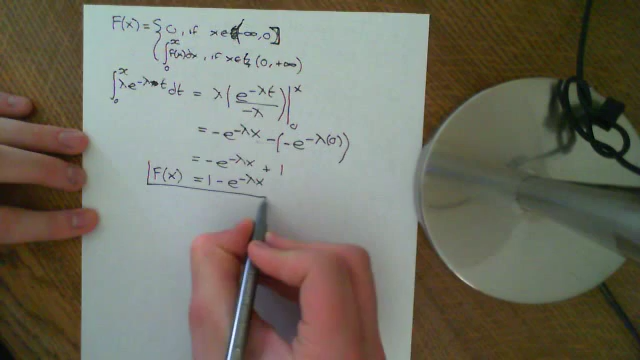 F(x) = { 0, if x∈(-∞,0]
∫₀ˣ f(x)dx, if x∈ (0,+∞)
∫₀ˣ λe^-λt dt = λ (e^-λt / -λ) |₀ˣ
= -e^-λx - (-e^-λ(0))
= -e^-λx + 1
F(x) = 1 - e^-λx